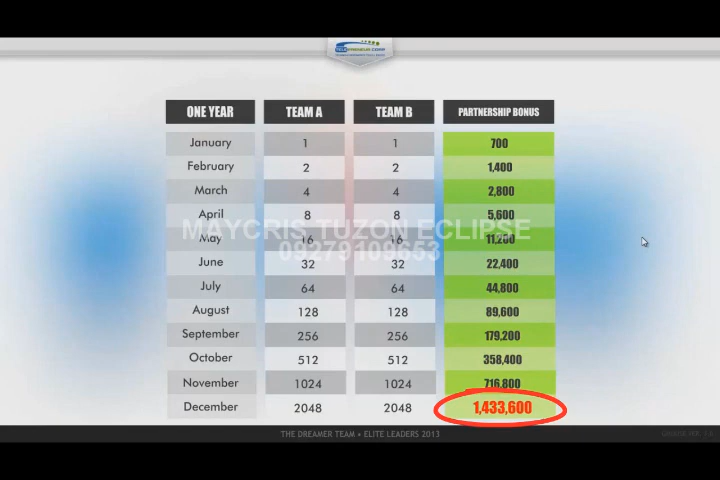 ONE YEAR TEAM A TEAM B PARTNERSHIP BONUS
January 1 1 700
February 2 2 1,400
March 4 4 2,800
April 8 8 5,600
MAYCRIS TUZON ECLIPSE
May 16 16 11,200
09279109653
June 32 32 22,400
July 64 64 44,800
August 128 128 89,600
September 256 256 179,200
October 512 512 358,400
November 1024 1024 716,800
December 2048 2048 1,433,600
THE DREAMER TEAM • ELITE LEADERS 2013